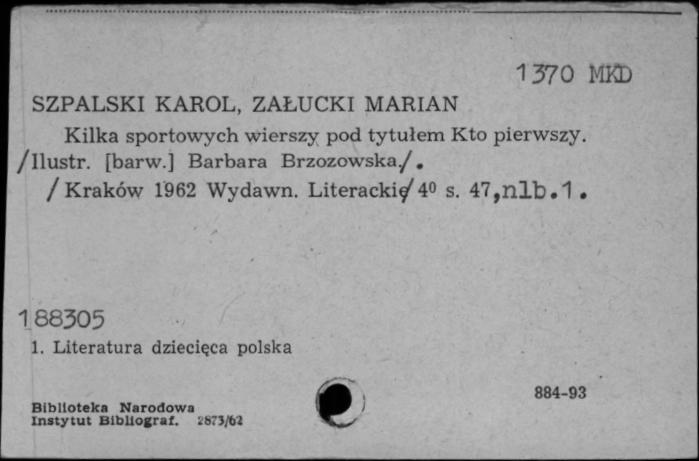 1370 MKD
SZPALSKI KAROL, ZAŁUCKI MARIAN
Kilka sportowych wierszy pod tytułem Kto pierwszy.
/Ilustr. [barw.] Barbara Brzozowska/.
/Kraków 1962 Wydawn. Literackie/ 4⁰ s. 47,nlb.1.
188305
1. Literatura dziecięca polska
884-93
Biblioteka Narodowa
Instytut Bibliograf. 2873/62